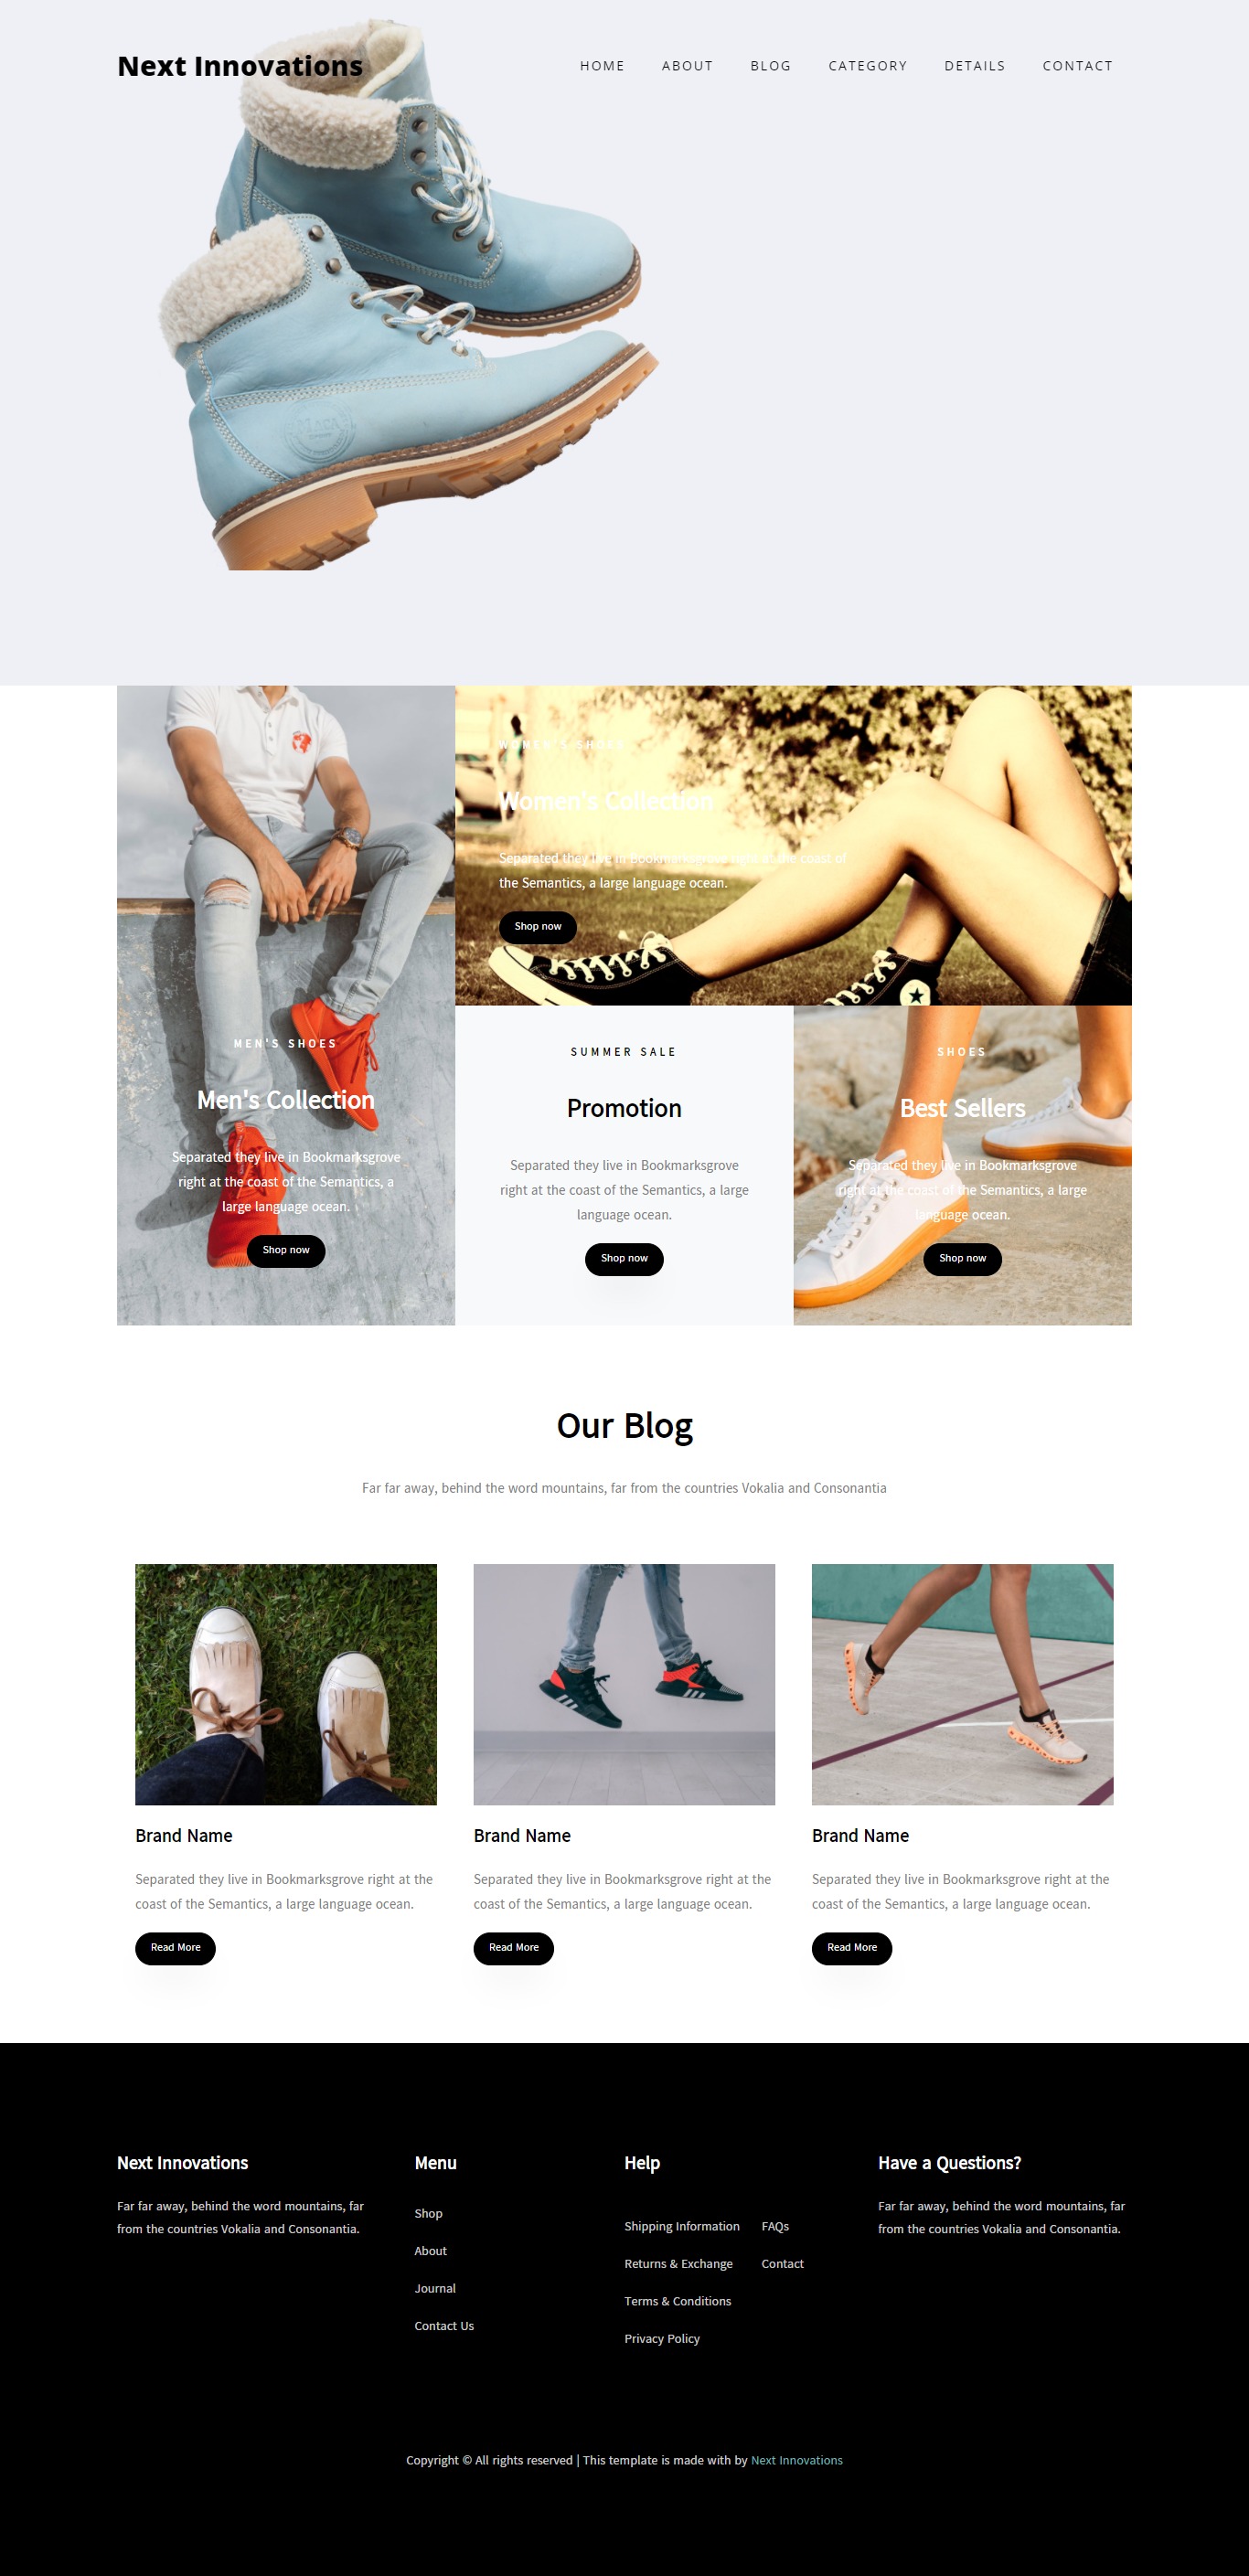 Next Innovations
HOME
ABOUT
BLOG
CATEGORY
DETAILS
CONTACT
WOMEN'S SHOES
Women's Collection
Separated they live in Bookmarksgrove right at the coast of
the Semantics, a large language ocean.
Shop now
MEN'S SHOES
Men's Collection
Separated they live in Bookmarksgrove
right at the coast of the Semantics, a
large language ocean.
Shop now
SUMMER SALE
Promotion
Separated they live in Bookmarksgrove
right at the coast of the Semantics, a large
language ocean.
Shop now
SHOES
Best Sellers
Separated they live in Bookmarksgrove
right at the coast of the Semantics, a large
language ocean.
Shop now
Our Blog
Far far away, behind the word mountains, far from the countries Vokalia and Consonantia
Brand Name
Separated they live in Bookmarksgrove right at the
coast of the Semantics, a large language ocean.
Read More
Brand Name
Separated they live in Bookmarksgrove right at the
coast of the Semantics, a large language ocean.
Read More
Brand Name
Separated they live in Bookmarksgrove right at the
coast of the Semantics, a large language ocean.
Read More
Next Innovations
Far far away, behind the word mountains, far
from the countries Vokalia and Consonantia.
Menu
Shop
About
Journal
Contact Us
Help
Shipping Information
Returns & Exchange
Terms & Conditions
Privacy Policy
FAQs
Contact
Have a Questions?
Far far away, behind the word mountains, far
from the countries Vokalia and Consonantia.
Copyright © All rights reserved | This template is made with by Next Innovations